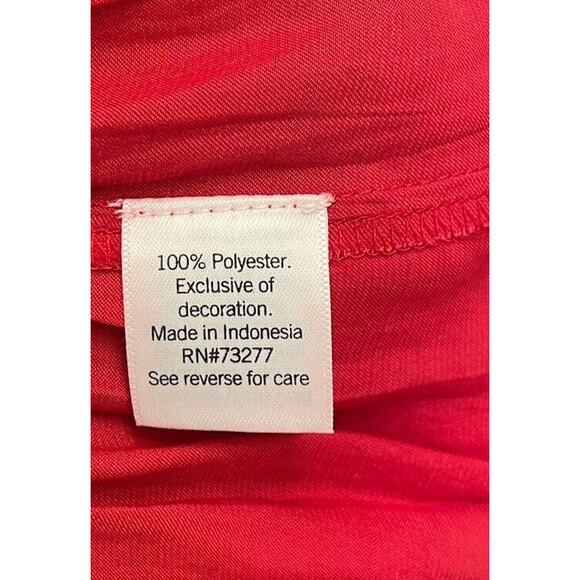 100% Polyester.
Exclusive of
decoration.
Made in Indonesia
RN#73277
See reverse for care